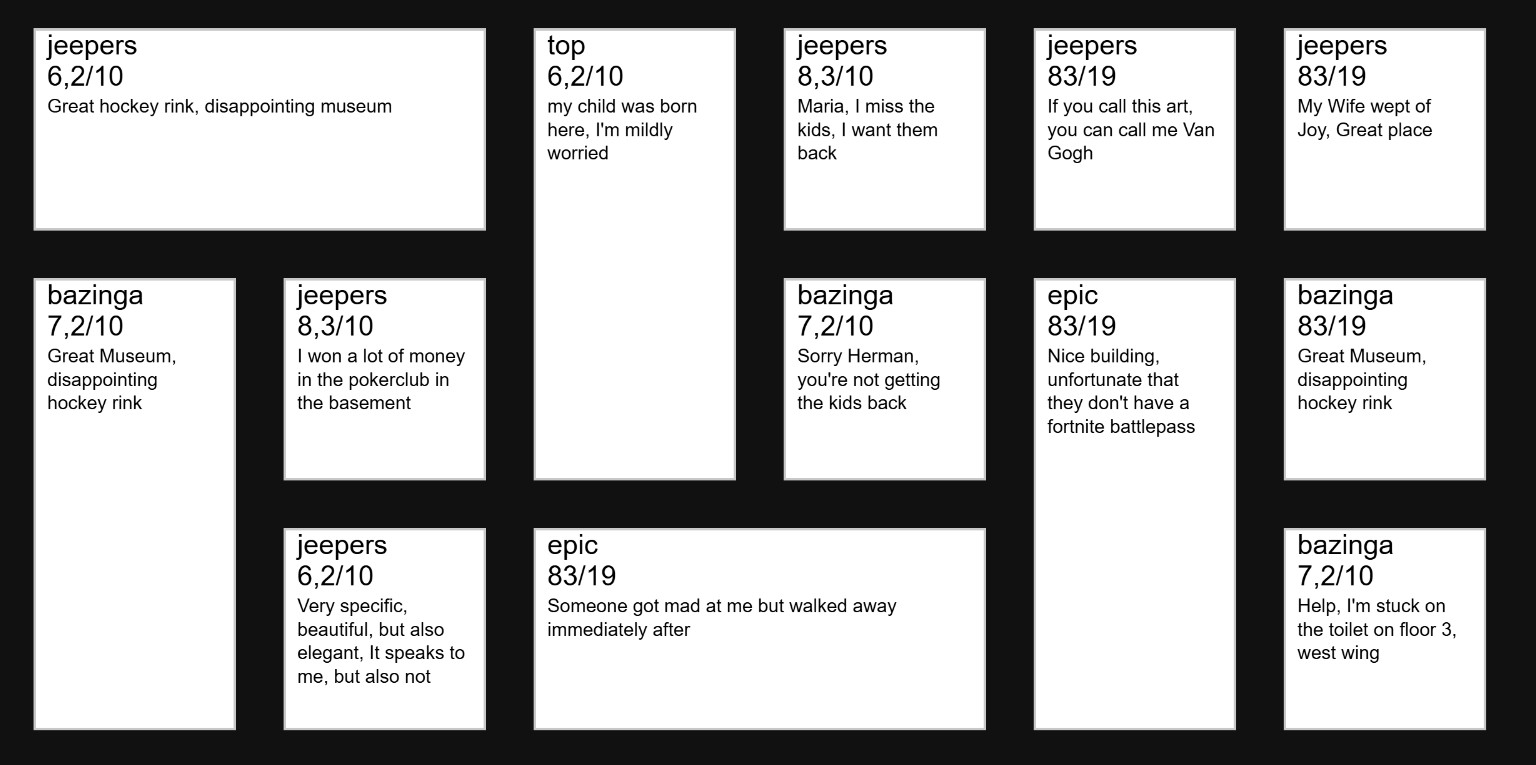 jeepers
6,2/10
Great hockey rink, disappointing museum
top
6,2/10
my child was born
here, I'm mildly
worried
jeepers
8,3/10
Maria, I miss the
kids, I want them
back
jeepers
83/19
If you call this art,
you can call me Van
Gogh
jeepers
83/19
My Wife wept of
Joy, Great place
bazinga
7,2/10
Great Museum,
disappointing
hockey rink
jeepers
8,3/10
I won a lot of money
in the pokerclub in
the basement
bazinga
7,2/10
Sorry Herman,
you're not getting
the kids back
epic
83/19
Nice building,
unfortunate that
they don't have a
fortnite battlepass
bazinga
83/19
Great Museum,
disappointing
hockey rink
jeepers
6,2/10
Very specific,
beautiful, but also
elegant, It speaks to
me, but also not
epic
83/19
Someone got mad at me but walked away
immediately after
bazinga
7,2/10
Help, I'm stuck on
the toilet on floor 3,
west wing